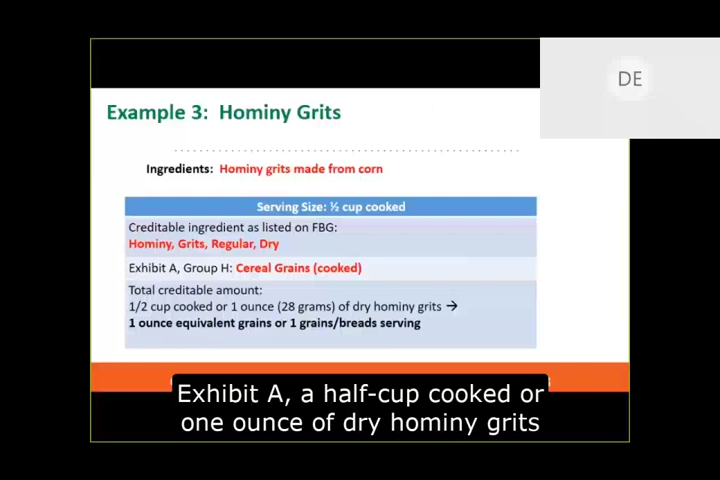 DE
Example 3: Hominy Grits
Ingredients: Hominy grits made from corn
Serving Size: ½ cup cooked
Creditable ingredient as listed on FBG:
Hominy, Grits, Regular, Dry
Exhibit A, Group H: Cereal Grains (cooked)
Total creditable amount:
1/2 cup cooked or 1 ounce (28 grams) of dry hominy grits →
1 ounce equivalent grains or 1 grains/breads serving
Exhibit A, a half-cup cooked or
one ounce of dry hominy grits